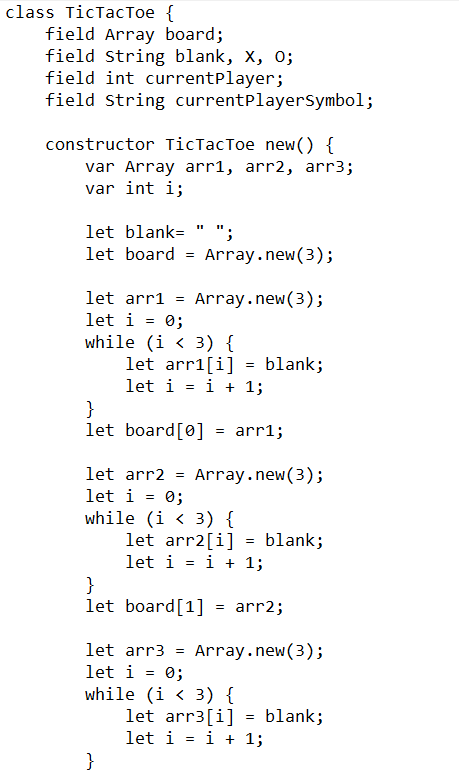 class TicTacToe {
    field Array board;
    field String blank, X, O;
    field int currentPlayer;
    field String currentPlayerSymbol;

    constructor TicTacToe new() {
        var Array arr1, arr2, arr3;
        var int i;

        let blank= " ";
        let board = Array.new(3);

        let arr1 = Array.new(3);
        let i = 0;
        while (i < 3) {
            let arr1[i] = blank;
            let i = i + 1;
        }
        let board[0] = arr1;

        let arr2 = Array.new(3);
        let i = 0;
        while (i < 3) {
            let arr2[i] = blank;
            let i = i + 1;
        }
        let board[1] = arr2;

        let arr3 = Array.new(3);
        let i = 0;
        while (i < 3) {
            let arr3[i] = blank;
            let i = i + 1;
        }